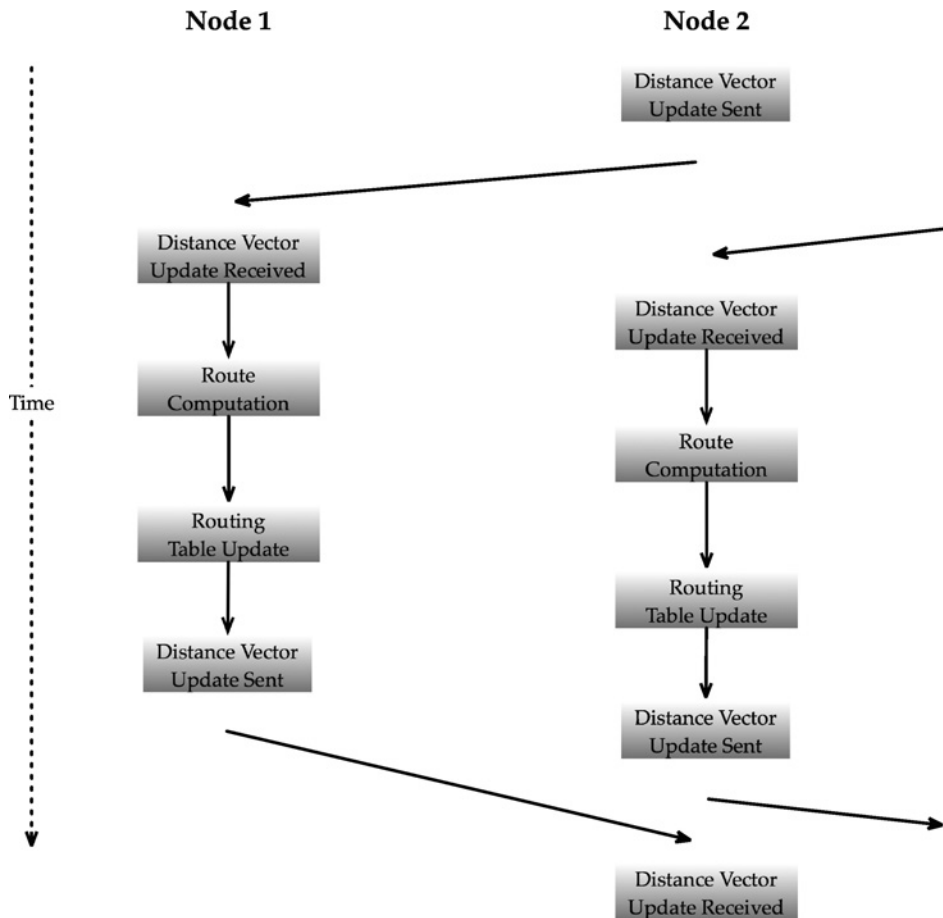 Node 1
Node 2
Distance Vector
Update Sent
Distance Vector
Update Received
Distance Vector
Update Received
Route
Computation
Time
Route
Computation
Routing
Table Update
Routing
Table Update
Distance Vector
Update Sent
Distance Vector
Update Sent
Distance Vector
Update Received